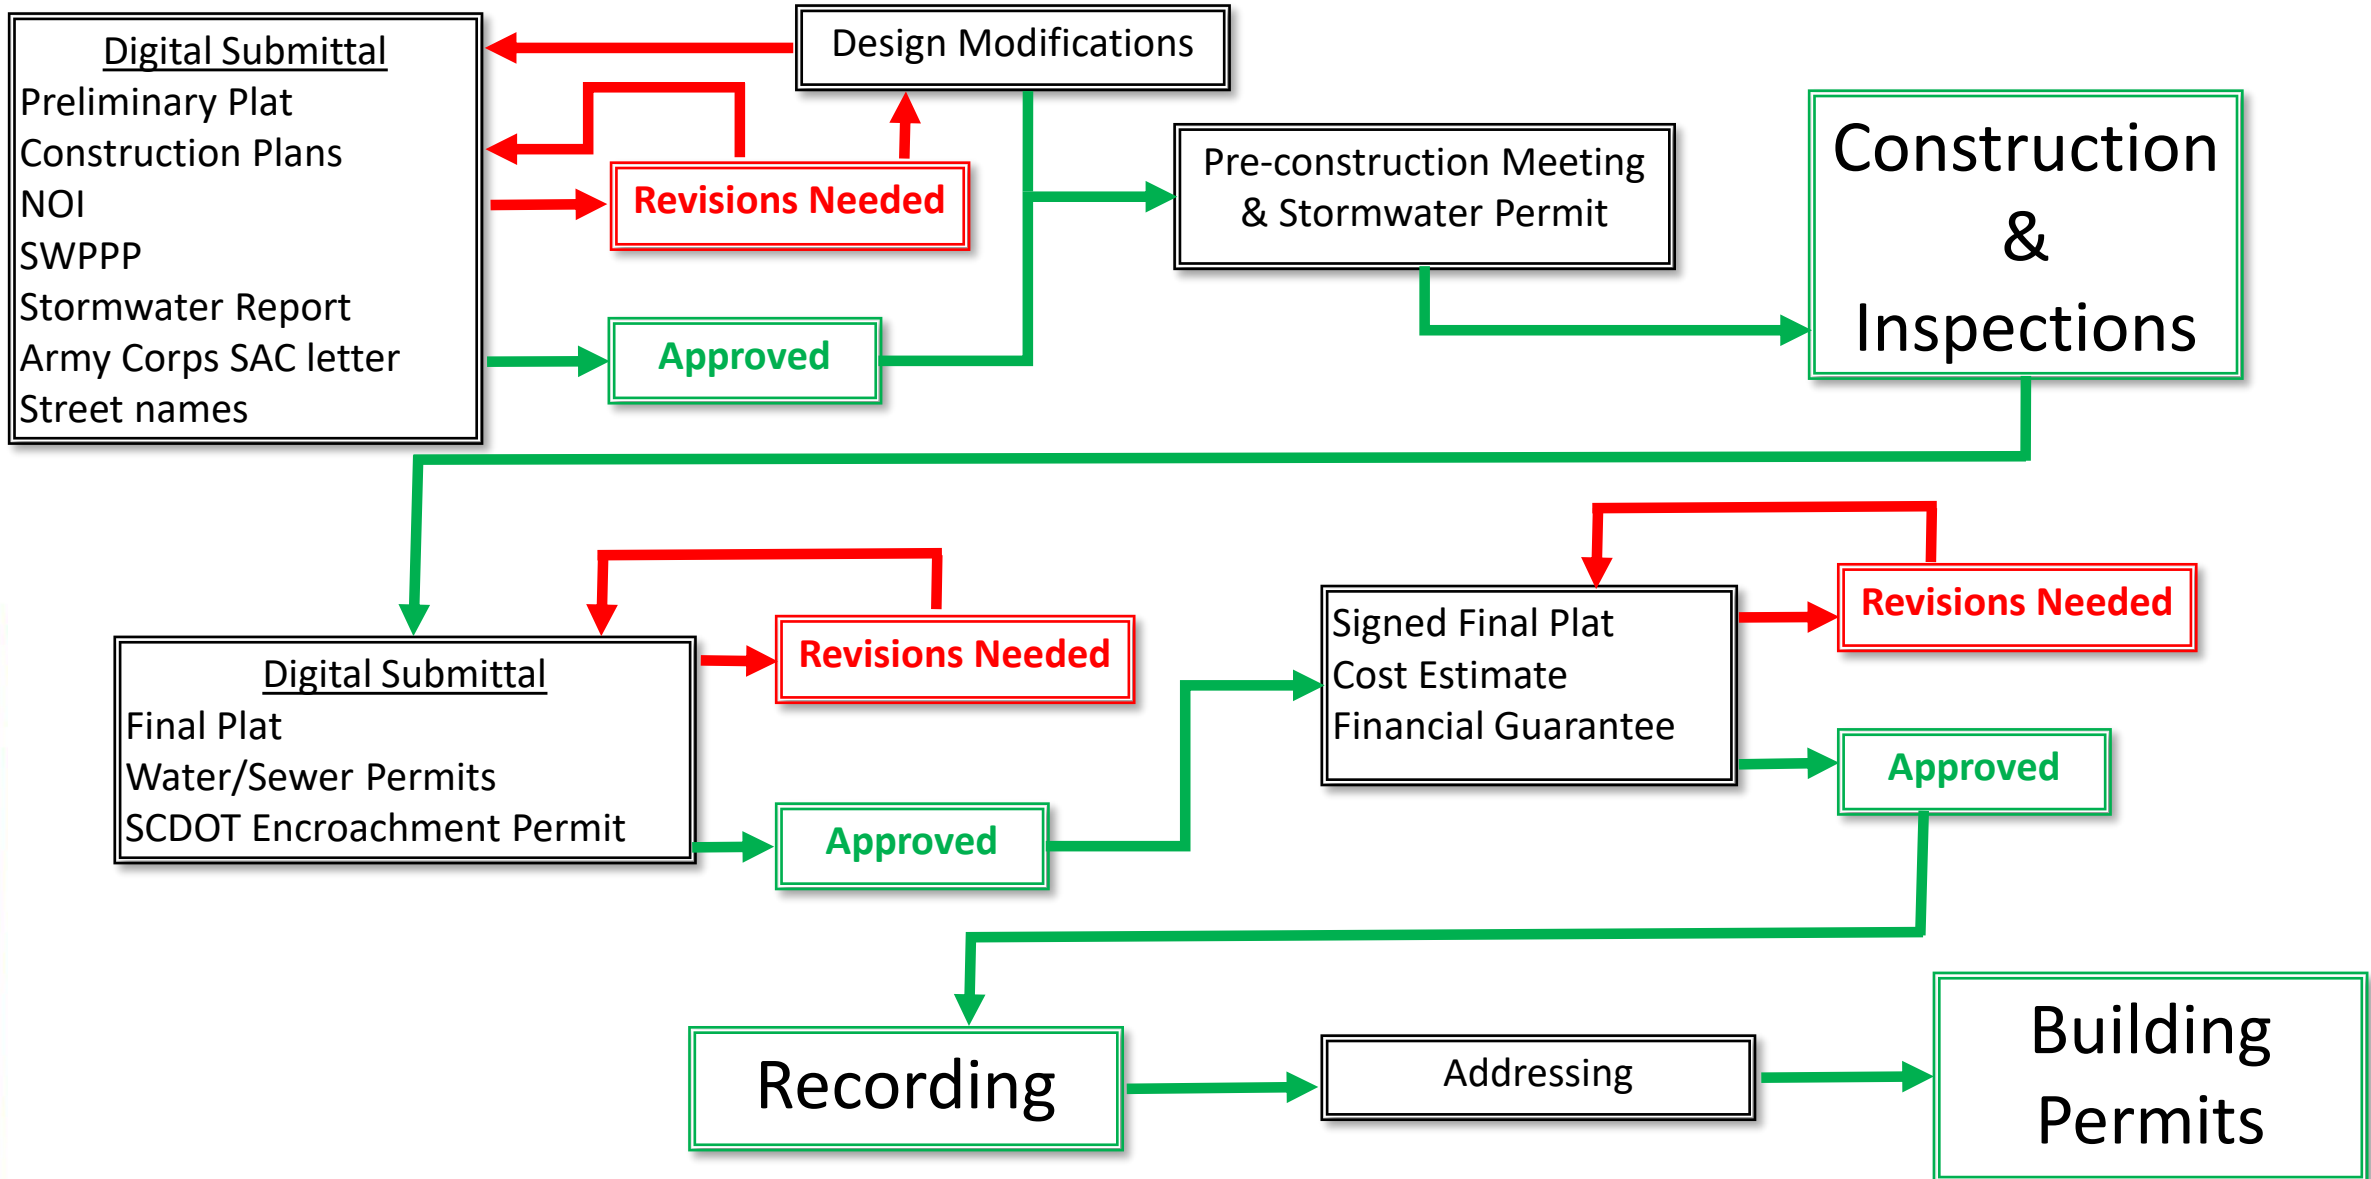 Digital Submittal
Preliminary Plat
Construction Plans
NOI
SWPPP
Stormwater Report
Army Corps SAC letter
Street names
Design Modifications
Revisions Needed
Approved
Pre-construction Meeting
& Stormwater Permit
Construction
&
Inspections
Digital Submittal
Final Plat
Water/Sewer Permits
SCDOT Encroachment Permit
Revisions Needed
Approved
Signed Final Plat
Cost Estimate
Financial Guarantee
Revisions Needed
Approved
Recording
Addressing
Building
Permits